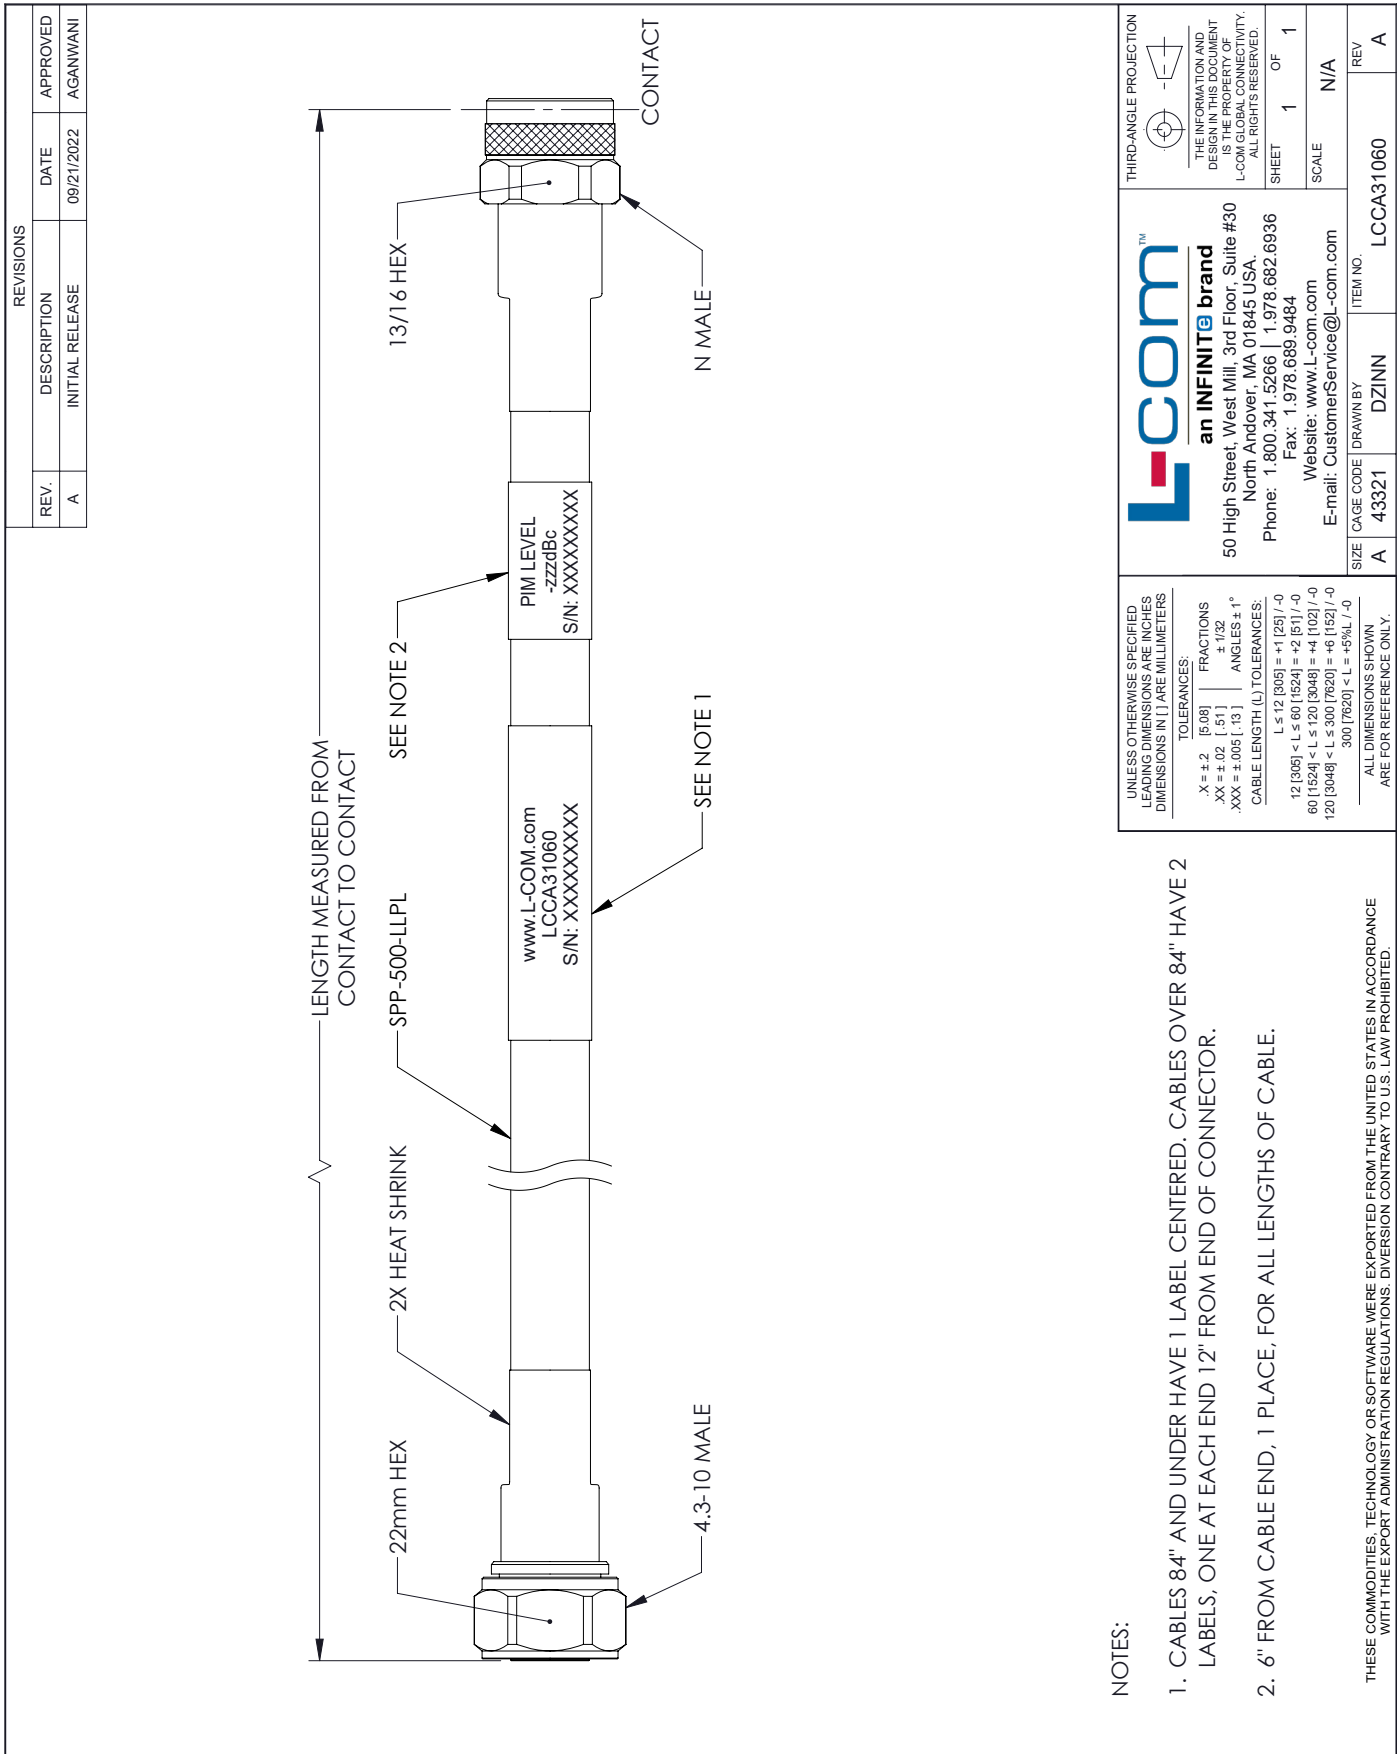 REVISIONS
REV. DESCRIPTION DATE APPROVED
A INITIAL RELEASE 09/21/2022 AGANWANI
LENGTH MEASURED FROM
CONTACT TO CONTACT
CONTACT
22mm HEX
2X HEAT SHRINK
SPP-500-LLPL
SEE NOTE 2
13/16 HEX
www.L-COM.com
LCCA31060
S/N: XXXXXXXXXX
PIM LEVEL
-zzzdBc
S/N: XXXXXXXXXX
4.3-10 MALE
SEE NOTE 1
N MALE
NOTES:
1. CABLES 84" AND UNDER HAVE 1 LABEL CENTERED. CABLES OVER 84" HAVE 2
LABELS, ONE AT EACH END 12" FROM END OF CONNECTOR.
2. 6" FROM CABLE END, 1 PLACE, FOR ALL LENGTHS OF CABLE.
THESE COMMODITIES, TECHNOLOGY OR SOFTWARE WERE EXPORTED FROM THE UNITED STATES IN ACCORDANCE
WITH THE EXPORT ADMINISTRATION REGULATIONS. DIVERSION CONTRARY TO U.S. LAW PROHIBITED.
UNLESS OTHERWISE SPECIFIED
LEADING DIMENSIONS ARE INCHES
DIMENSIONS IN [ ] ARE MILLIMETERS
TOLERANCES:
.X = ±.2 [5.08] FRACTIONS
.XX = ±.02 [.51] ± 1/32
.XXX = ±.005 [.13] ANGLES ± 1°
CABLE LENGTH (L) TOLERANCES:
L ≤ 12 [305] = +1 [25] / -0
12 [305] < L ≤ 60 [1524] = +2 [51] / -0
60 [1524] < L ≤ 120 [3048] = +4 [102] / -0
120 [3048] < L ≤ 300 [7620] = +6 [152] / -0
300 [7620] < L = +5%L / -0
ALL DIMENSIONS SHOWN
ARE FOR REFERENCE ONLY.
L-com™
an INFINITe brand
50 High Street, West Mill, 3rd Floor, Suite #30
North Andover, MA 01845 USA.
Phone: 1.800.341.5266 | 1.978.682.6936
Fax: 1.978.689.9484
Website: www.L-com.com
E-mail: CustomerService@L-com.com
THIRD-ANGLE PROJECTION
THE INFORMATION AND
DESIGN IN THIS DOCUMENT
IS THE PROPERTY OF
L-COM GLOBAL CONNECTIVITY.
ALL RIGHTS RESERVED.
SHEET 1 OF 1
SCALE N/A
SIZE A
CAGE CODE 43321
DRAWN BY DZINN
ITEM NO. LCCA31060
REV A